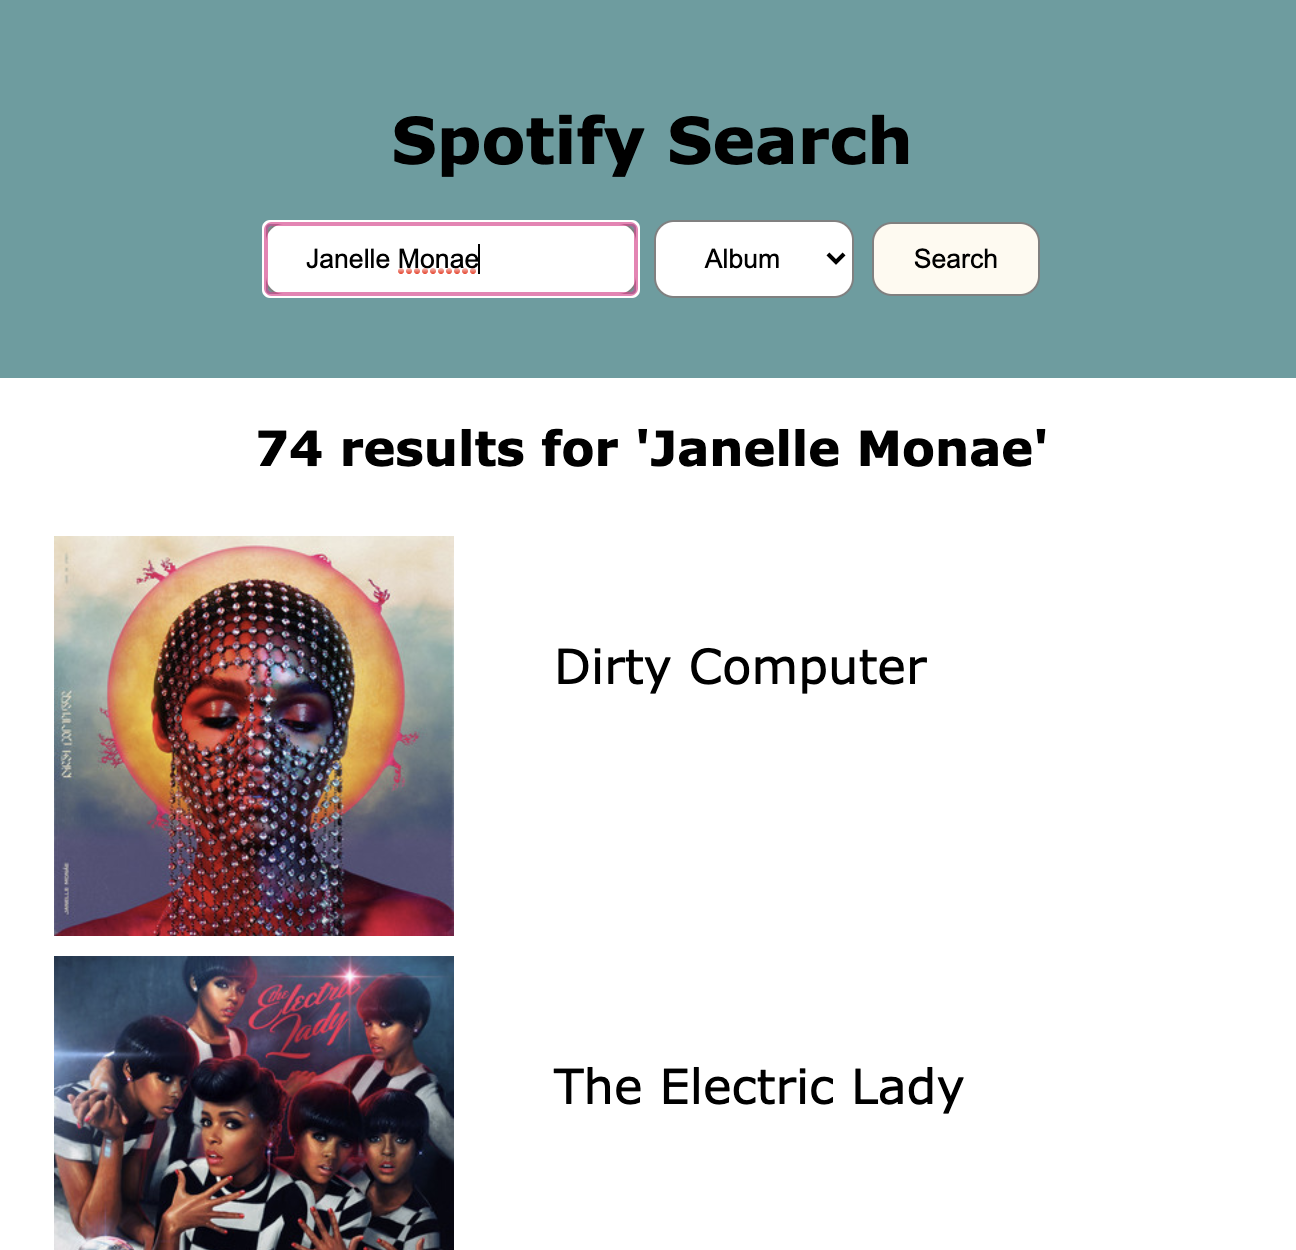 Spotify Search
Janelle Monae
Album
Search
74 results for 'Janelle Monae'
DIRTY COMPUTER
JANELLE MONÁE
Dirty Computer
the Electric
Lady
The Electric Lady